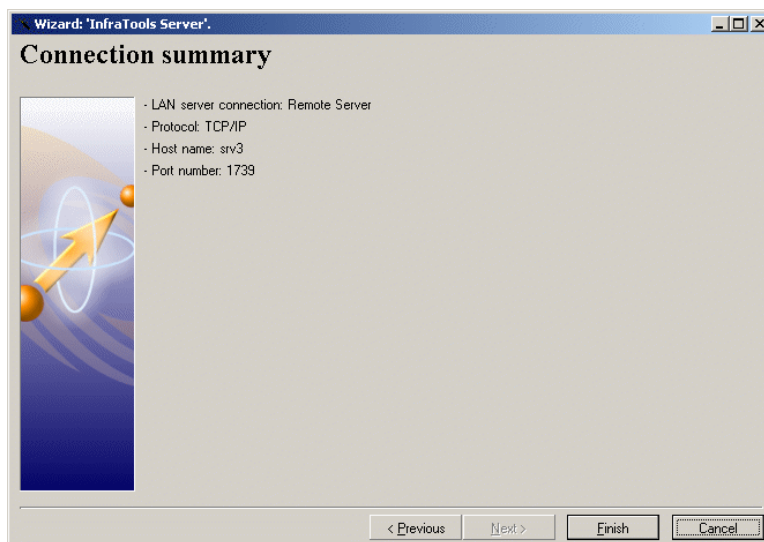 Wizard: 'InfraTools Server'.
Connection summary
- LAN server connection: Remote Server
- Protocol: TCP/IP
- Host name: srv3
- Port number: 1739
< Previous Next > Finish Cancel